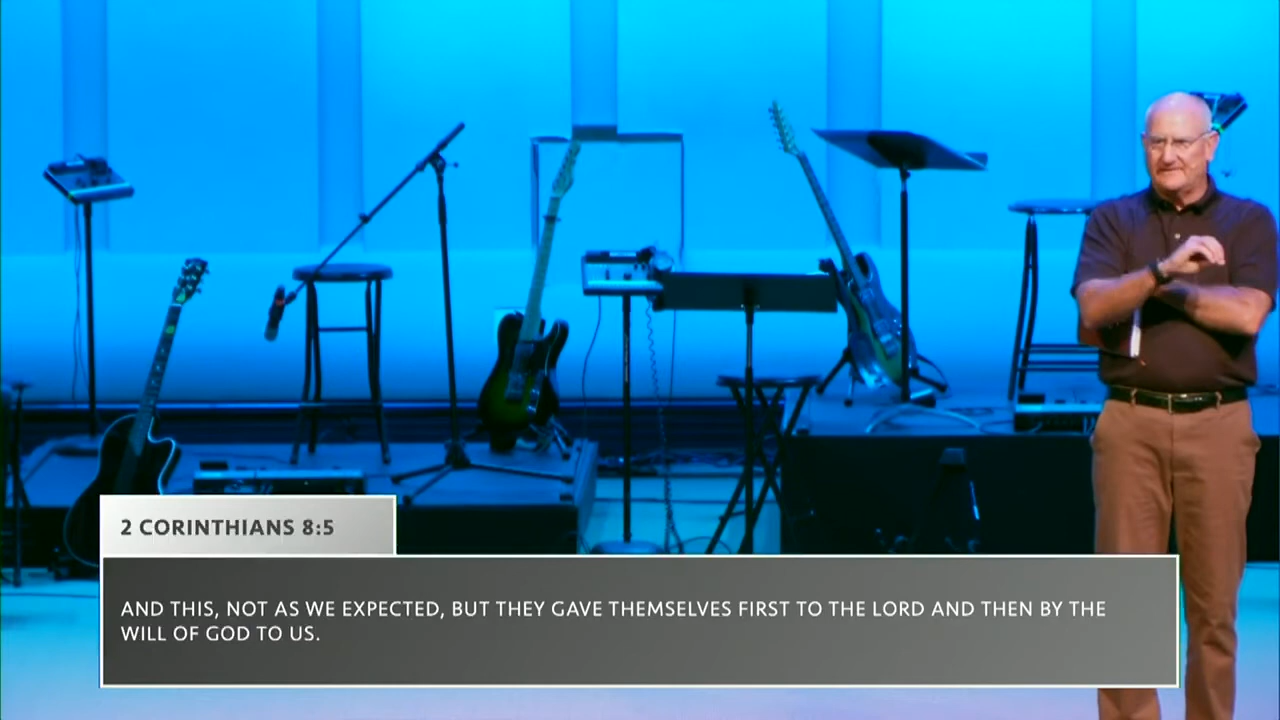 2 CORINTHIANS 8:5
AND THIS, NOT AS WE EXPECTED, BUT THEY GAVE THEMSELVES FIRST TO THE LORD AND THEN BY THE
WILL OF GOD TO US.